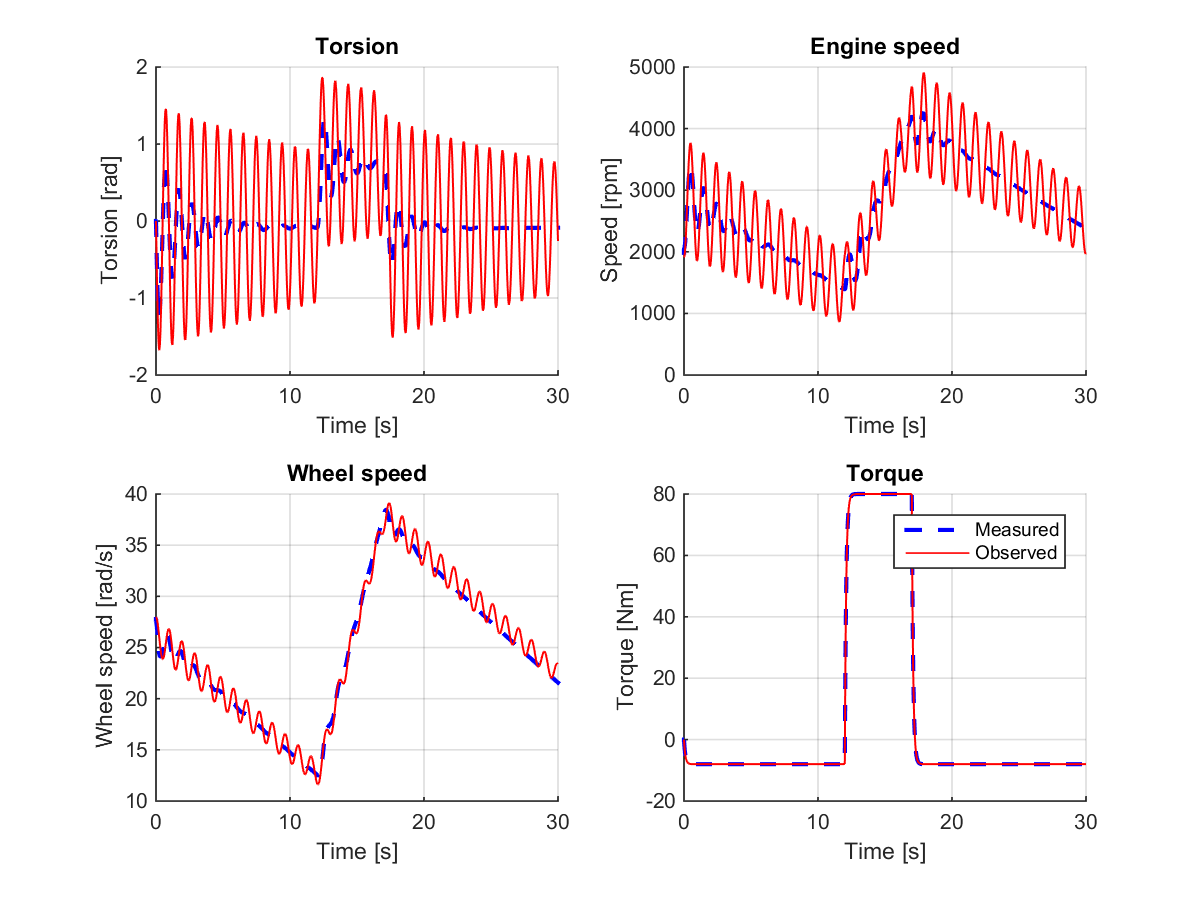 Torsion
2
1
0
-1
-2
Torsion [rad]
0 10 20 30
Time [s]
Engine speed
5000
4000
3000
2000
1000
0
Speed [rpm]
0 10 20 30
Time [s]
Wheel speed
40
35
30
25
20
15
10
Wheel speed [rad/s]
0 10 20 30
Time [s]
Torque
80
60
40
20
0
-20
Torque [Nm]
Measured
Observed
0 10 20 30
Time [s]